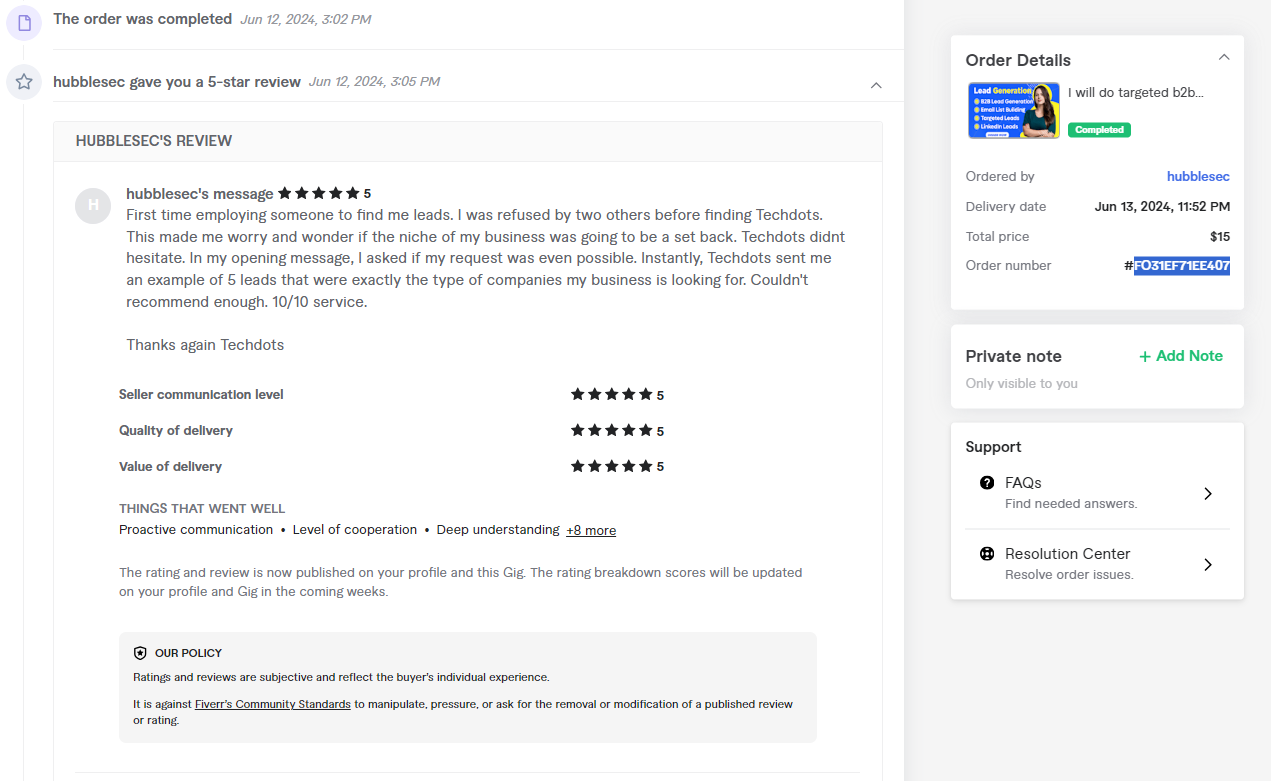 The order was completed Jun 12, 2024, 3:02 PM
hubblesec gave you a 5-star review Jun 12, 2024, 3:05 PM
HUBBLESEC'S REVIEW
H
hubblesec's message ★★★★★ 5
First time employing someone to find me leads. I was refused by two others before finding Techdots.
This made me worry and wonder if the niche of my business was going to be a set back. Techdots didnt
hesitate. In my opening message, I asked if my request was even possible. Instantly, Techdots sent me
an example of 5 leads that were exactly the type of companies my business is looking for. Couldn't
recommend enough. 10/10 service.
Thanks again Techdots
Seller communication level ★★★★★ 5
Quality of delivery ★★★★★ 5
Value of delivery ★★★★★ 5
THINGS THAT WENT WELL
Proactive communication • Level of cooperation • Deep understanding +8 more
The rating and review is now published on your profile and this Gig. The rating breakdown scores will be updated
on your profile and Gig in the coming weeks.
OUR POLICY
Ratings and reviews are subjective and reflect the buyer's individual experience.
It is against Fiverr's Community Standards to manipulate, pressure, or ask for the removal or modification of a published review
or rating.
Order Details
Lead Generation
B2B Lead Generation
Email List Building
Targeted Leads
Linkedin Leads
I will do targeted b2b...
Completed
Ordered by hubblesec
Delivery date Jun 13, 2024, 11:52 PM
Total price $15
Order number #FO31EF71EE407
Private note + Add Note
Only visible to you
Support
FAQs
Find needed answers.
Resolution Center
Resolve order issues.